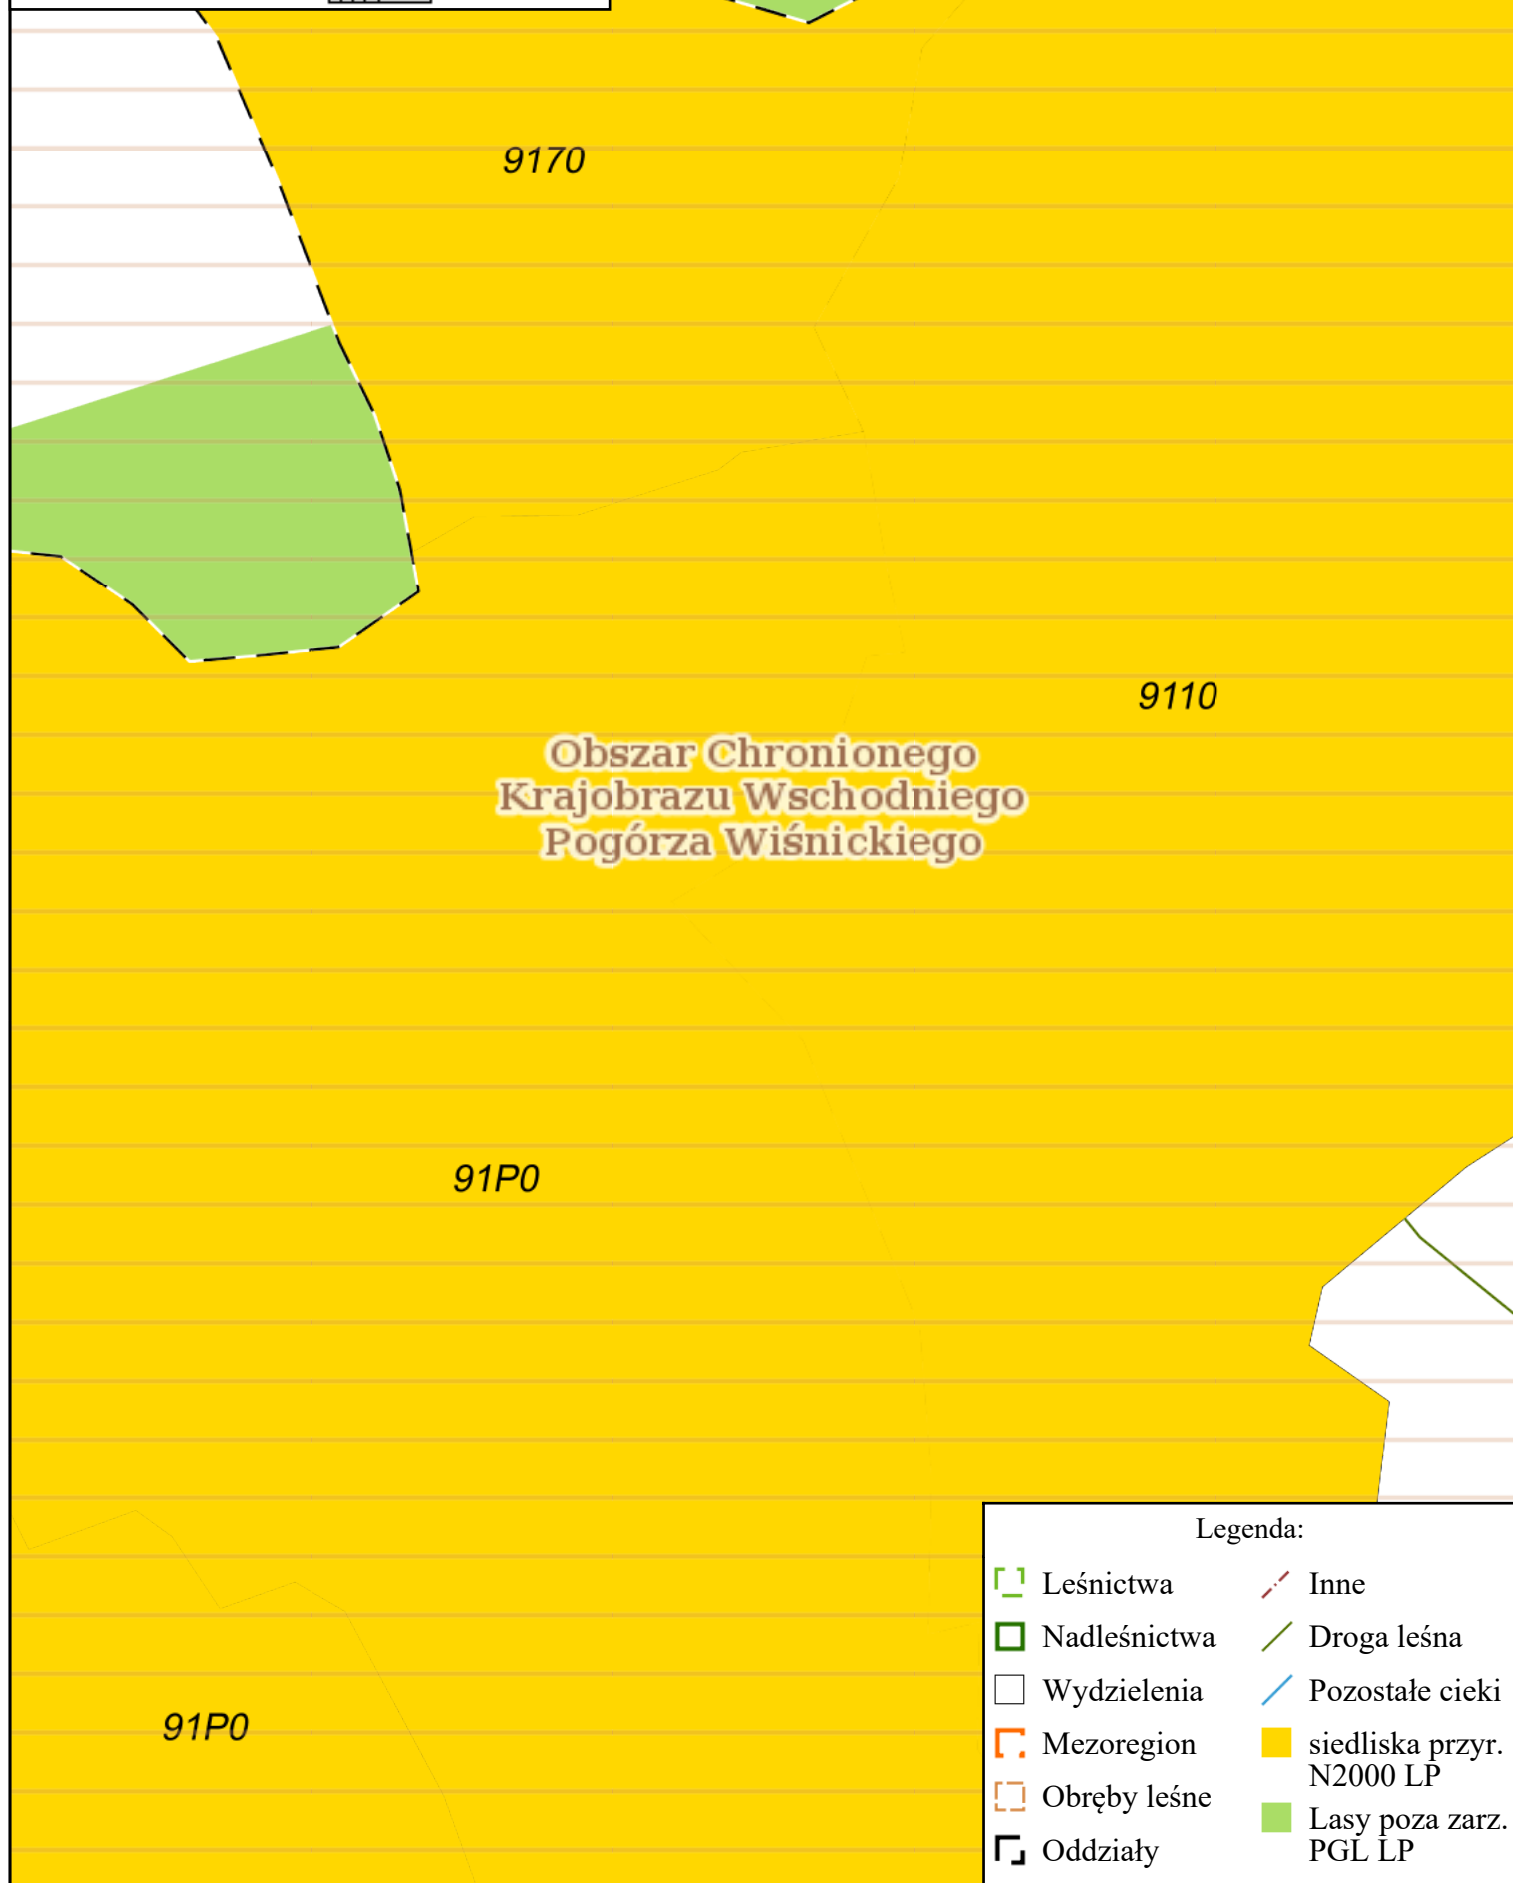 9170
9110
Obszar Chronionego
Krajobrazu Wschodniego
Pogórza Wiśnickiego
91P0
91P0
Legenda:
Leśnictwa
Nadleśnictwa
Wydzielenia
Mezoregion
Obręby leśne
Oddziały
Inne
Droga leśna
Pozostałe cieki
siedliska przyr.
N2000 LP
Lasy poza zarz.
PGL LP